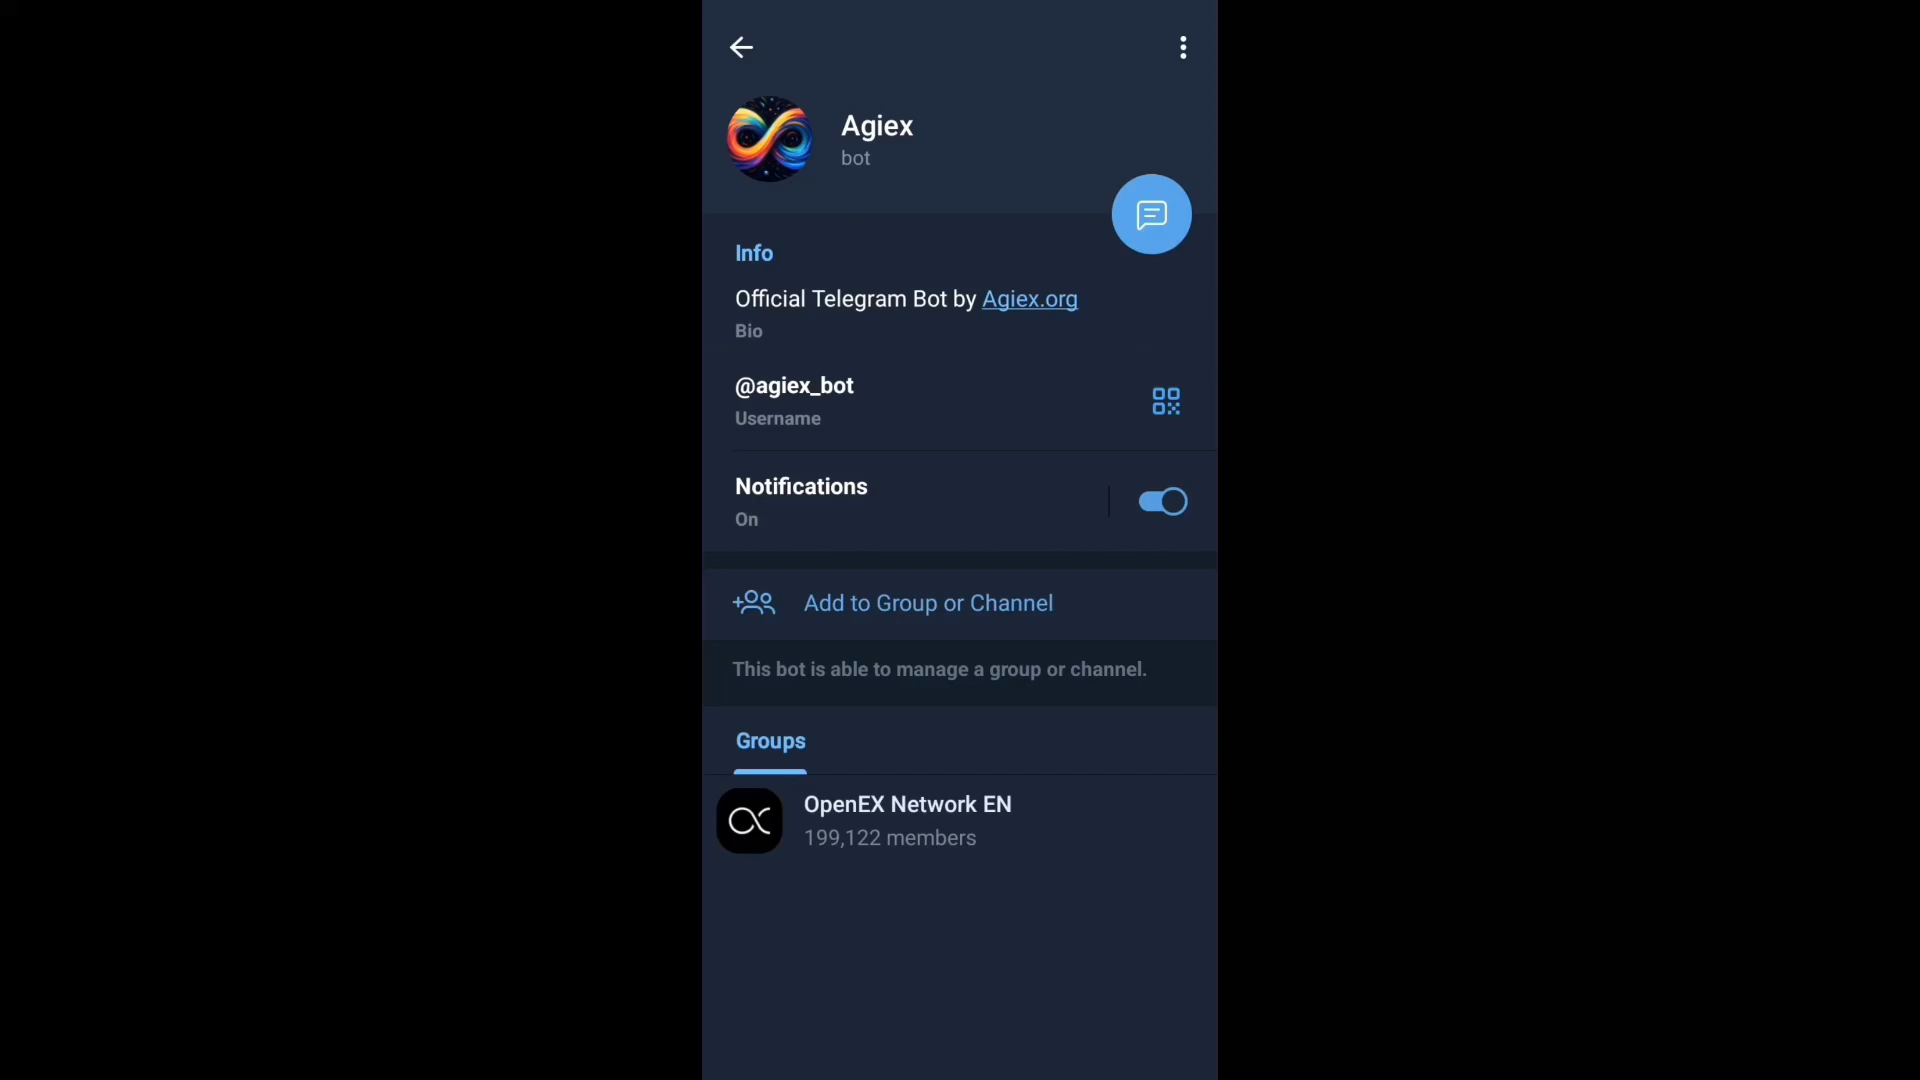 Agiex
bot
Info
Official Telegram Bot by Agiex.org
Bio
@agiex_bot
Username
Notifications
On
Add to Group or Channel
This bot is able to manage a group or channel.
Groups
OpenEX Network EN
199,122 members